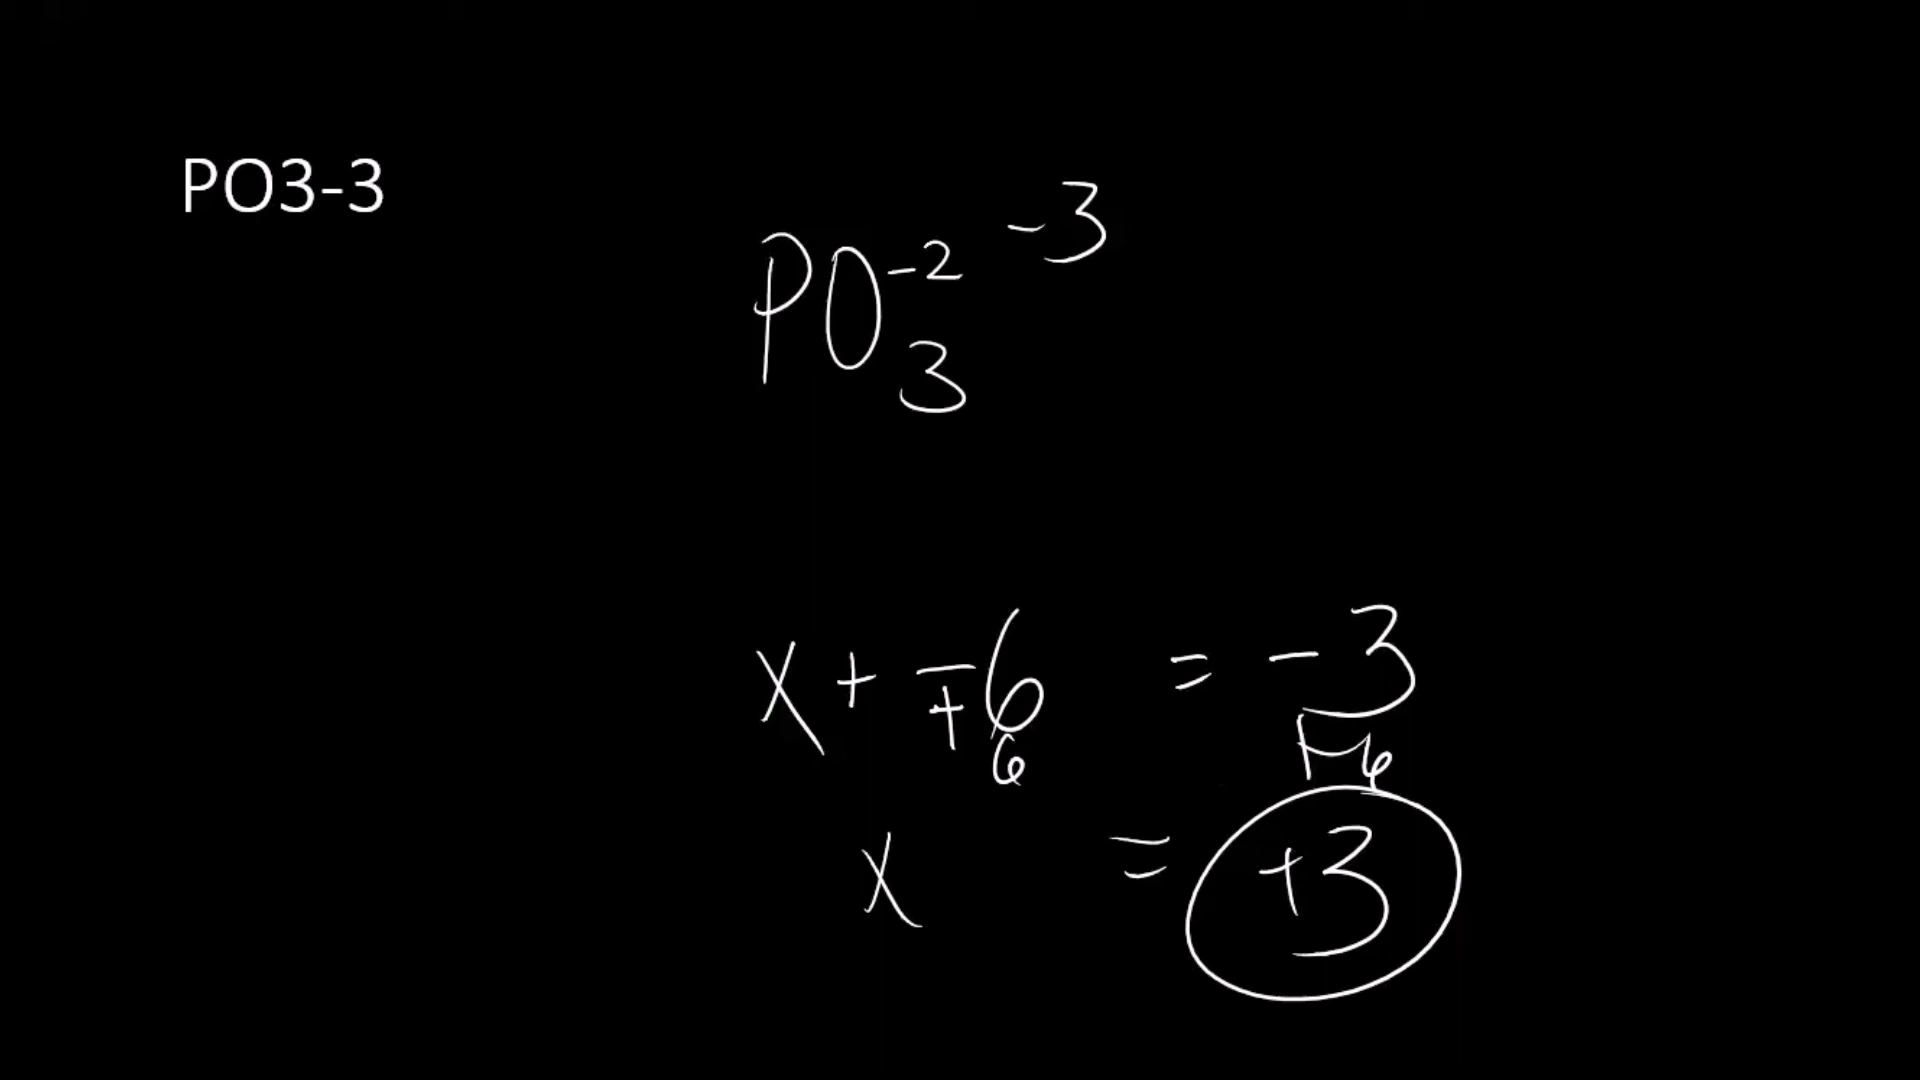 PO3-3
PO₃⁻² ⁻³
x + -6 = -3
+6 +6
x = +3